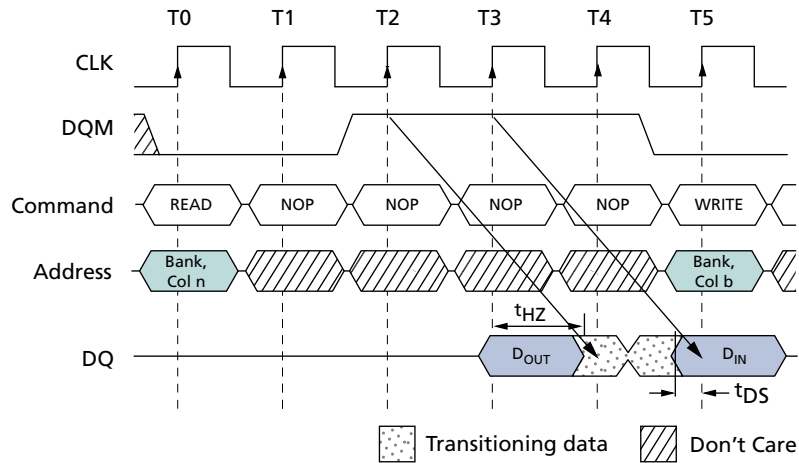 T0 T1 T2 T3 T4 T5
CLK
DQM
Command READ NOP NOP NOP NOP WRITE
Address Bank, Col n Bank, Col b
tHZ
DQ DOUT DIN
tDS
Transitioning data Don't Care